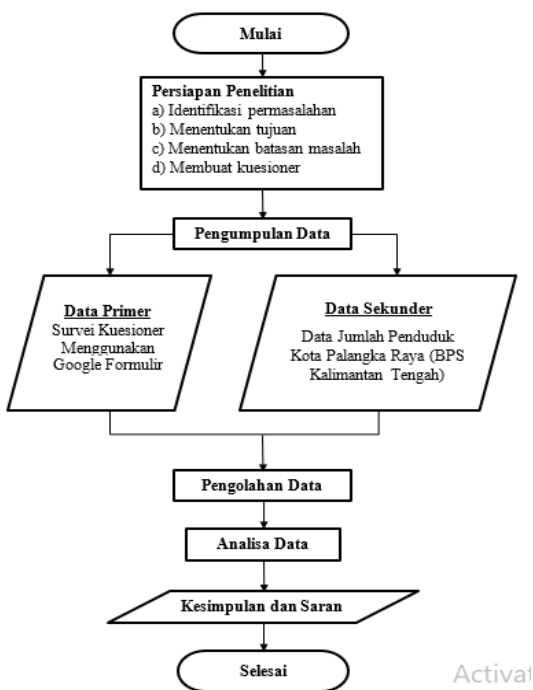 Mulai
Persiapan Penelitian
a) Identifikasi permasalahan
b) Menentukan tujuan
c) Menentukan batasan masalah
d) Membuat kuesioner
Pengumpulan Data
Data Primer
Survei Kuesioner
Menggunakan
Google Formulir
Data Sekunder
Data Jumlah Penduduk
Kota Palangka Raya (BPS
Kalimantan Tengah)
Pengolahan Data
Analisa Data
Kesimpulan dan Saran
Selesai